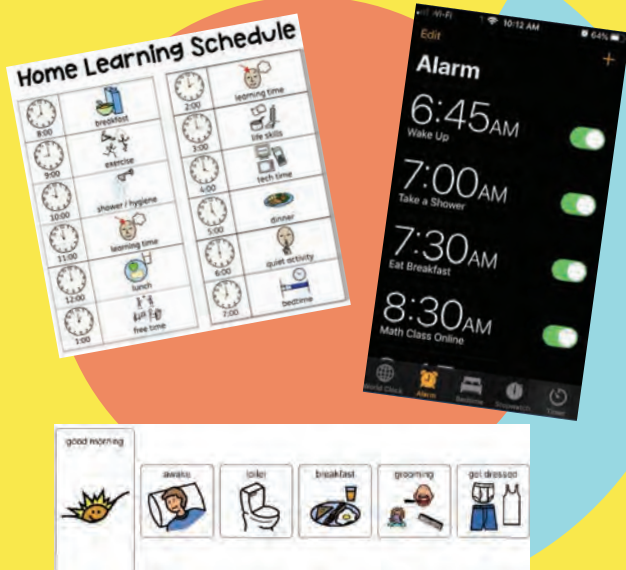 Home Learning Schedule
8:00
breakfast
9:00
exercise
10:00
shower / hygiene
11:00
learning time
12:00
lunch
1:00
free time
2:00
learning time
3:00
life skills
4:00
tech time
5:00
dinner
6:00
quiet activity
7:00
bedtime
Wi-Fi 10:12 AM 64%
Edit +
Alarm
6:45AM
Wake Up
7:00AM
Take a Shower
7:30AM
Eat Breakfast
8:30AM
Math Class Online
World Clock Alarm Bedtime Stopwatch Timer
good morning
awake toilet breakfast grooming get dressed